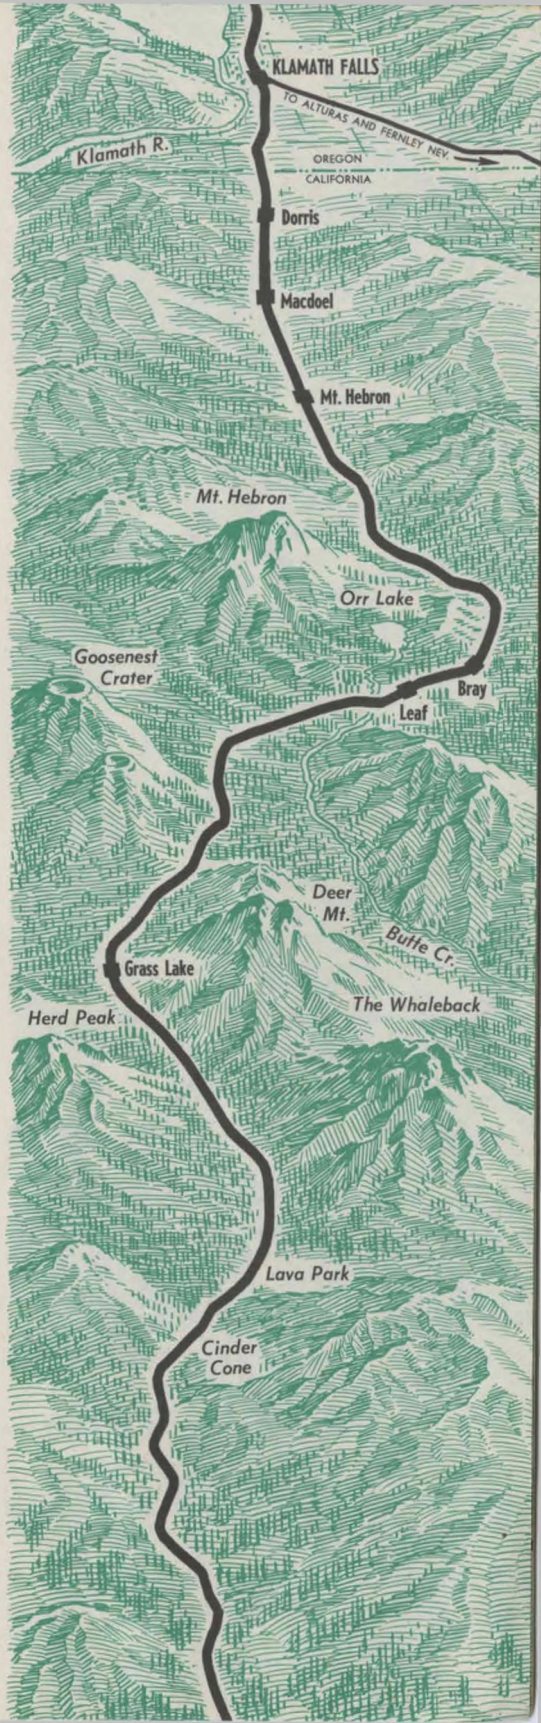 KLAMATH FALLS
TO ALTURAS AND FERNLEY NEV.
Klamath R.
OREGON
CALIFORNIA
Dorris
Macdoel
Mt. Hebron
Mt. Hebron
Orr Lake
Goosenest
Crater
Bray
Leaf
Deer
Mt.
Butte Cr.
Grass Lake
The Whaleback
Herd Peak
Lava Park
Cinder
Cone